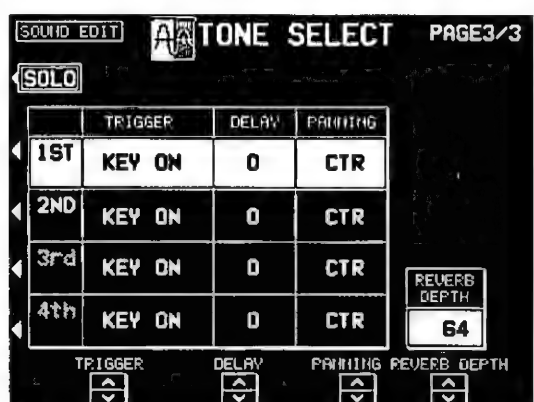 SOUND EDIT TONE SELECT PAGE3/3
SOLO
TRIGGER DELAY PANNING
1ST KEY ON 0 CTR
2ND KEY ON 0 CTR
3rd KEY ON 0 CTR
4th KEY ON 0 CTR
REVERB
DEPTH
64
TRIGGER DELAY PANNING REVERB DEPTH